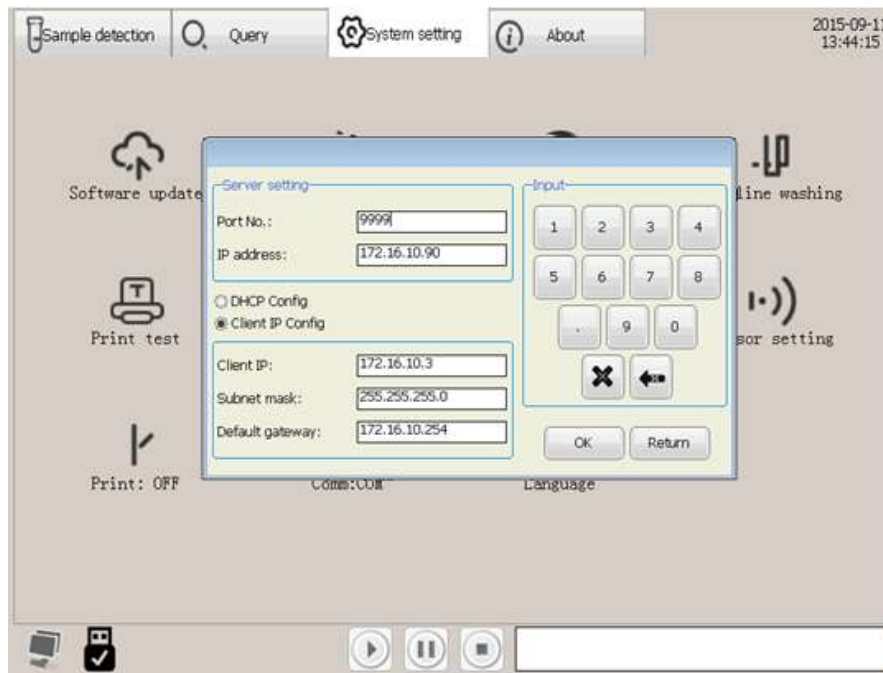 Sample detection
Query
System setting
About
2015-09-11
13:44:15
Software update
line washing
Server setting
Port No.: 9999
IP address: 172.16.10.90
DHCP Config
Client IP Config
Client IP: 172.16.10.3
Subnet mask: 255.255.255.0
Default gateway: 172.16.10.254
Input
1 2 3 4
5 6 7 8
. 9 0
OK Return
T
Print test
sor setting
Print: OFF
Comm:COM
Language